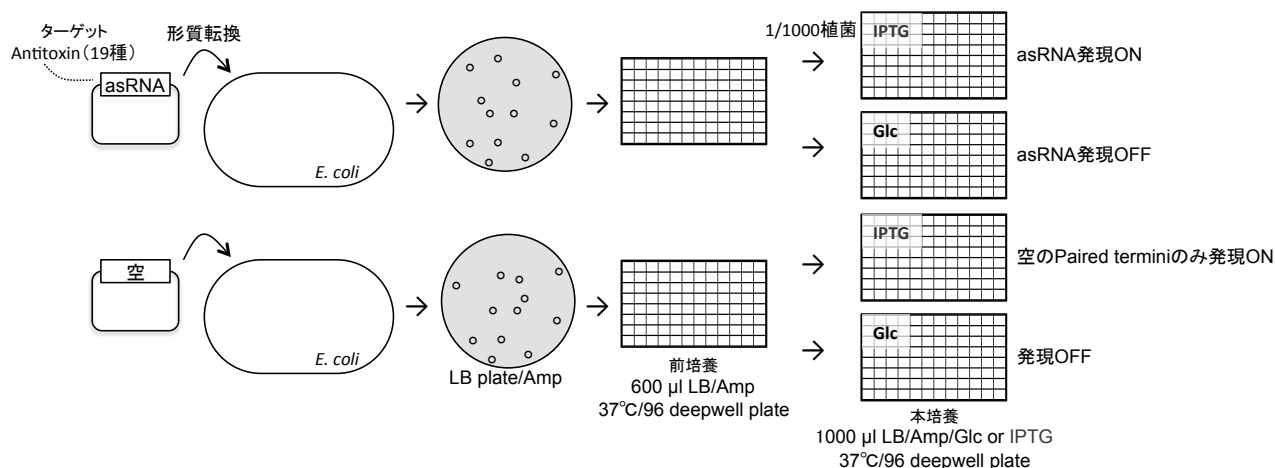 ターゲット
Antitoxin（19種）
形質転換
asRNA
E. coli
1/1000植菌
IPTG
asRNA発現ON
Glc
asRNA発現OFF
空
E. coli
LB plate/Amp
前培養
600 µl LB/Amp
37℃/96 deepwell plate
IPTG
空のPaired terminiのみ発現ON
Glc
発現OFF
本培養
1000 µl LB/Amp/Glc or IPTG
37℃/96 deepwell plate